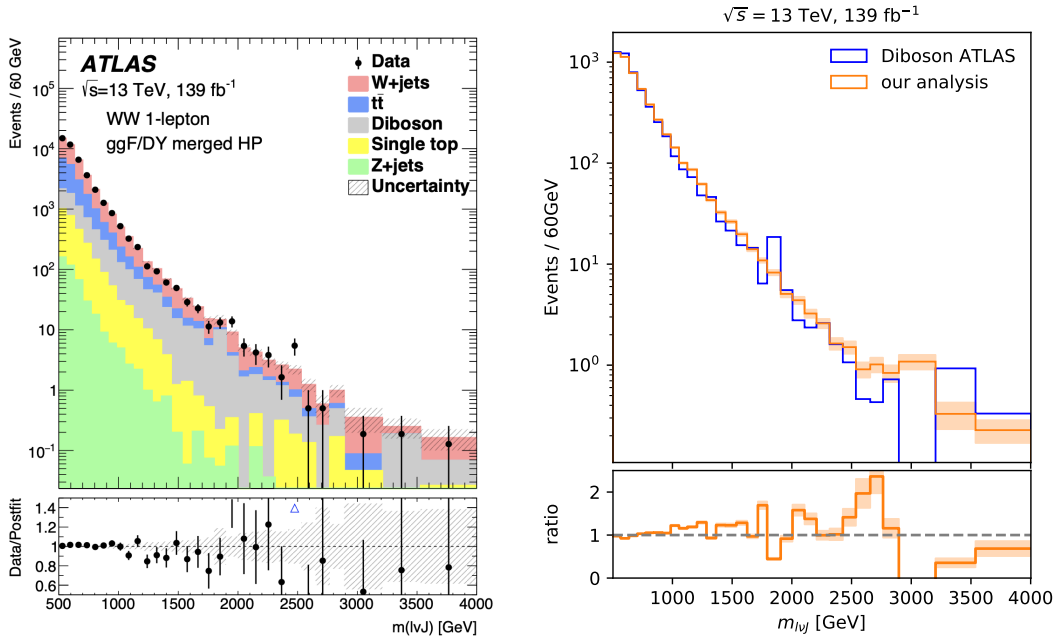 ATLAS
√s=13 TeV, 139 fb⁻¹
WW 1-lepton
ggF/DY merged HP
Data
W+jets
tt̄
Diboson
Single top
Z+jets
Uncertainty
Events / 60 GeV
10⁵
10⁴
10³
10²
10
1
10⁻¹
Data/Postfit
1.4
1.2
1
0.8
0.6
500 1000 1500 2000 2500 3000 3500 4000
m(lvJ) [GeV]
√s = 13 TeV, 139 fb⁻¹
Diboson ATLAS
our analysis
Events / 60GeV
10³
10²
10¹
10⁰
ratio
2
1
0
1000 1500 2000 2500 3000 3500 4000
m_{lνJ} [GeV]